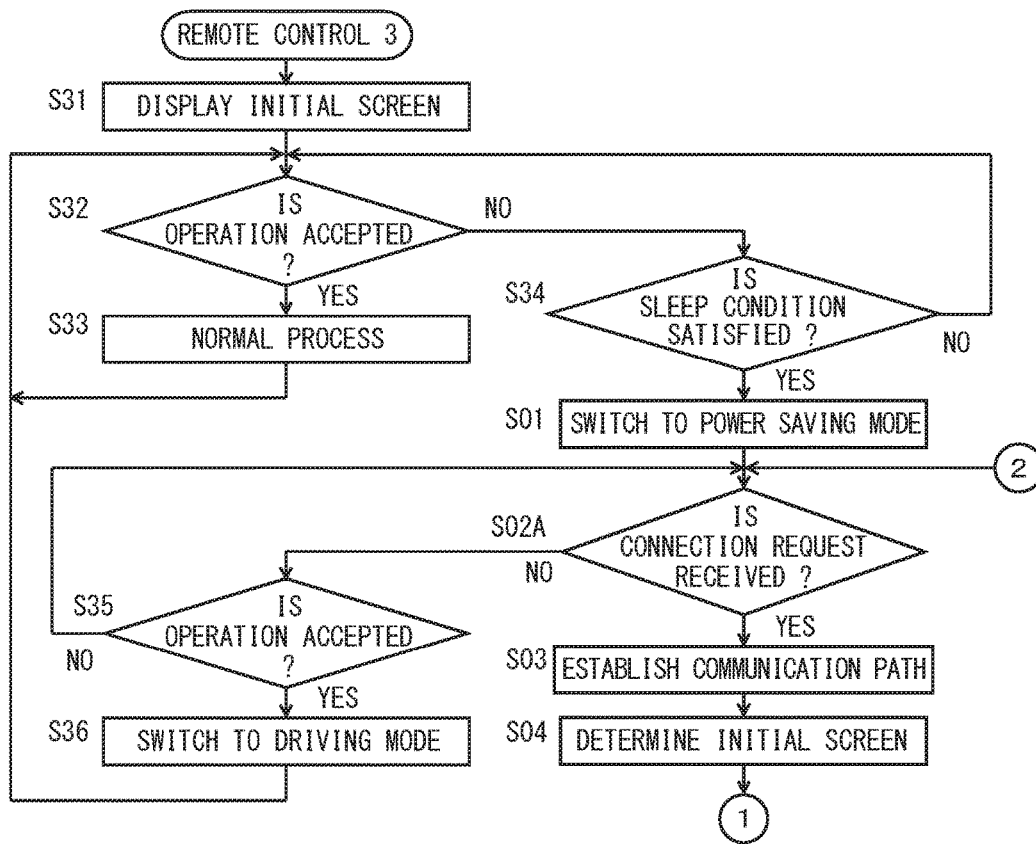 REMOTE CONTROL 3
S31
DISPLAY INITIAL SCREEN
S32
IS
OPERATION ACCEPTED
?
NO
YES
S33
NORMAL PROCESS
S34
IS
SLEEP CONDITION
SATISFIED ?
NO
YES
S01
SWITCH TO POWER SAVING MODE
2
S02A
IS
CONNECTION REQUEST
RECEIVED ?
NO
YES
S35
IS
OPERATION ACCEPTED
?
NO
YES
S03
ESTABLISH COMMUNICATION PATH
S36
SWITCH TO DRIVING MODE
S04
DETERMINE INITIAL SCREEN
1